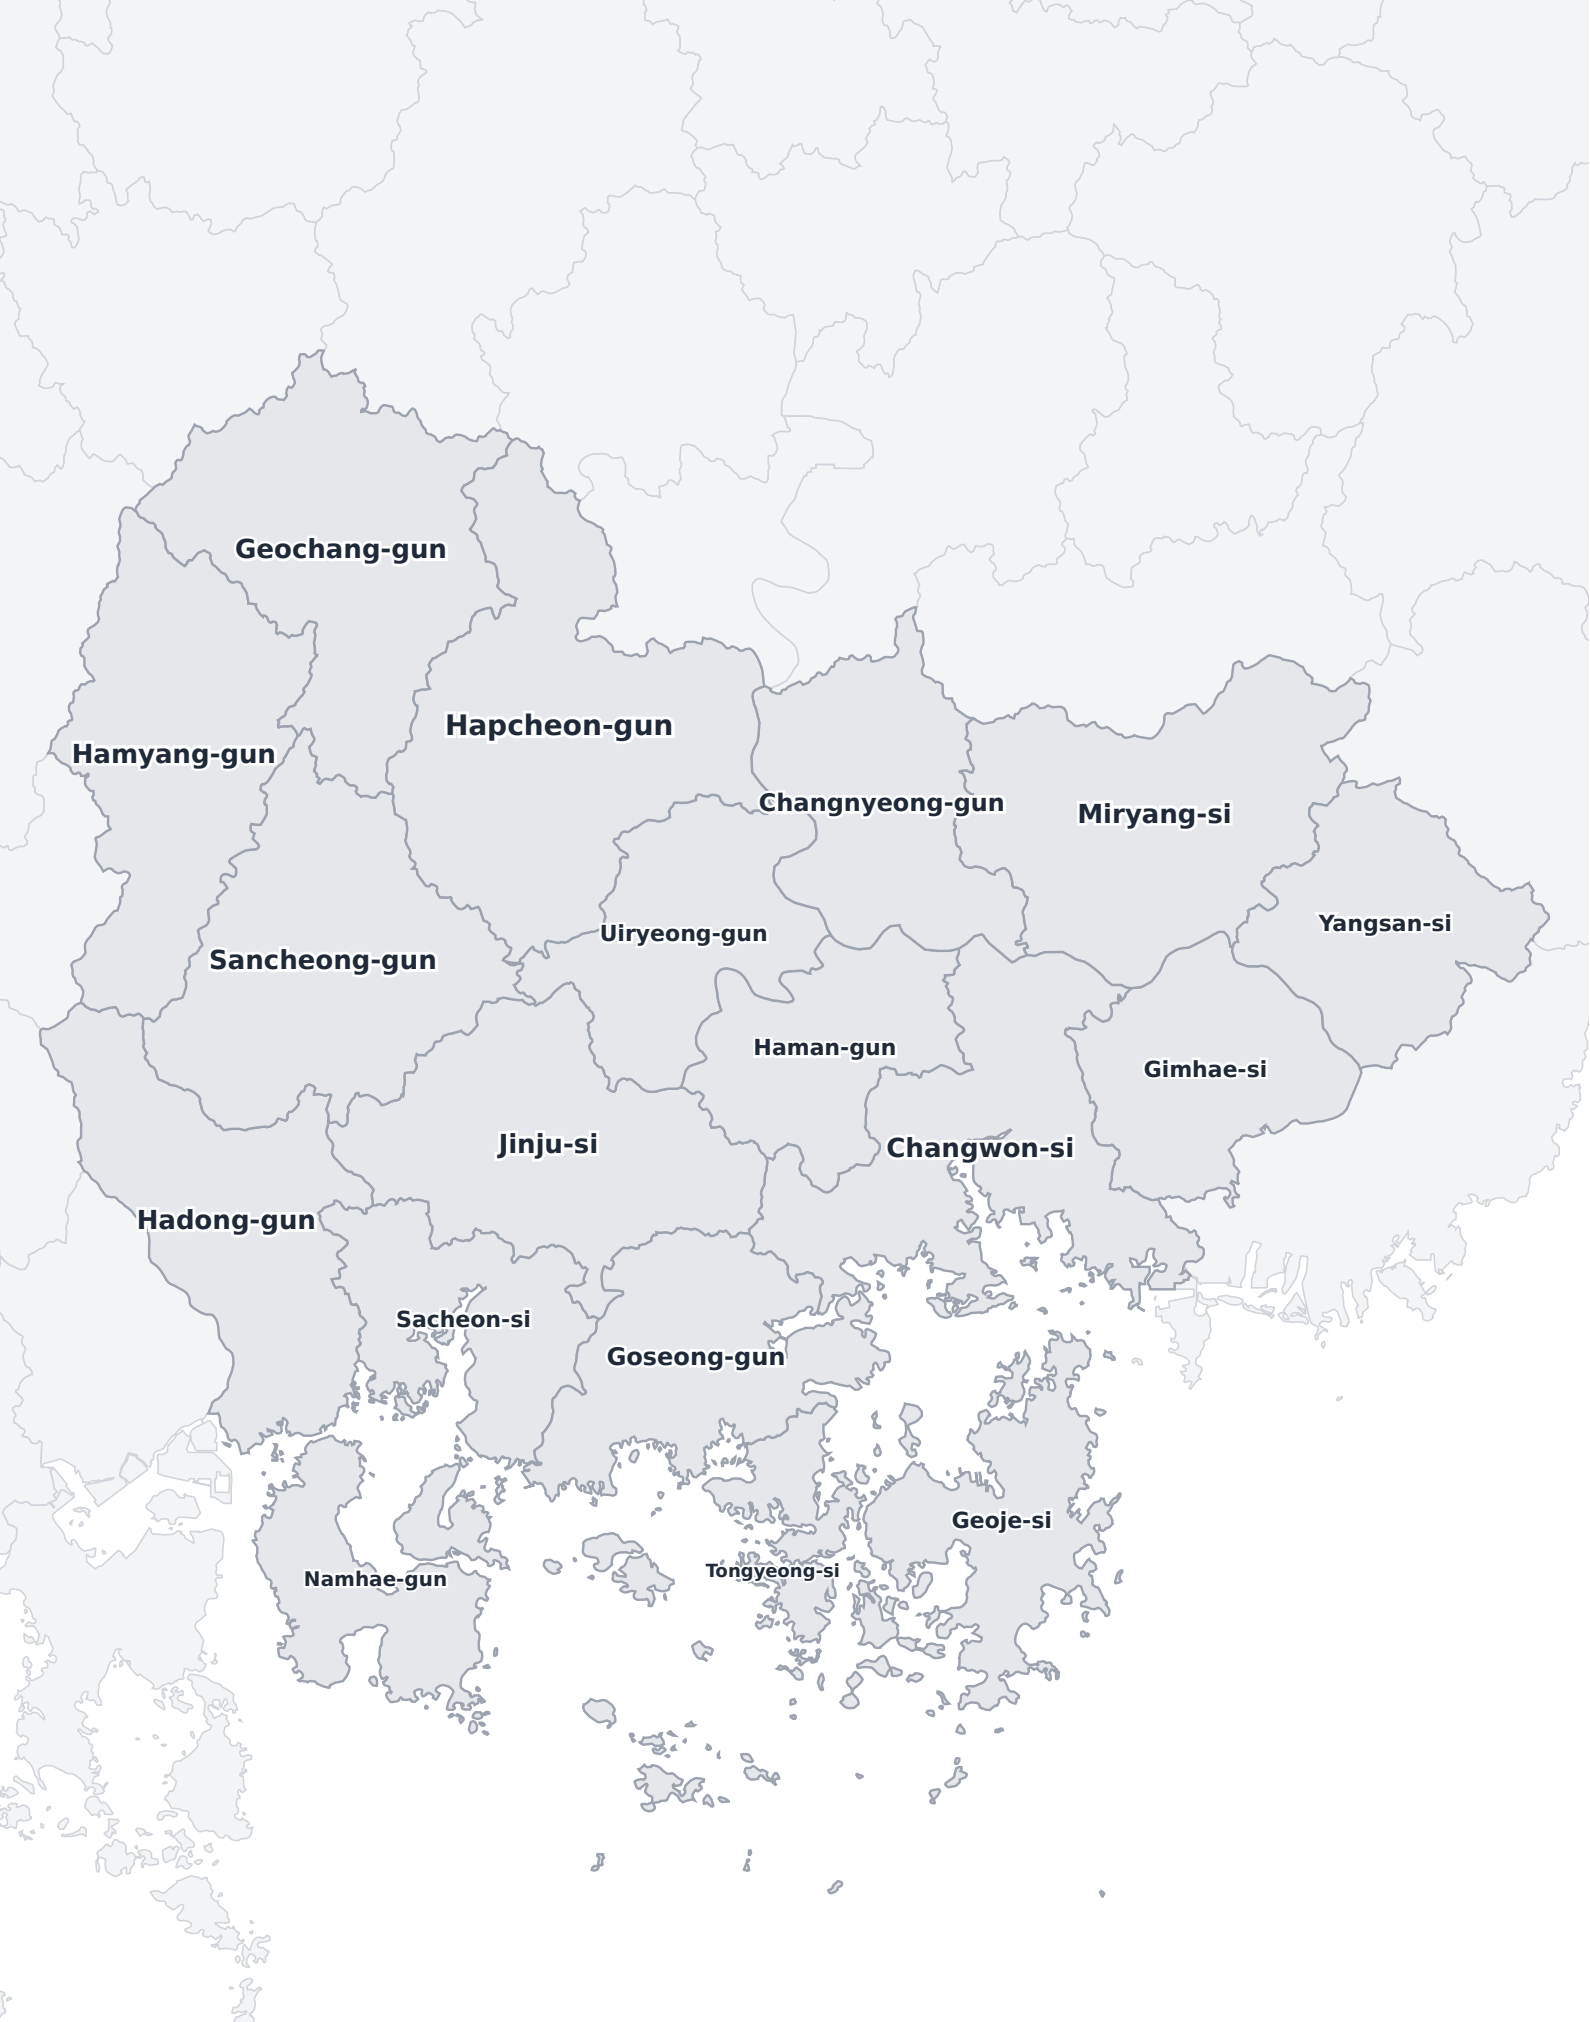 Geochang-gun
Hapcheon-gun
Hamyang-gun
Changnyeong-gun
Miryang-si
Yangsan-si
Uiryeong-gun
Sancheong-gun
Haman-gun
Gimhae-si
Jinju-si
Changwon-si
Hadong-gun
Sacheon-si
Goseong-gun
Geoje-si
Tongyeong-si
Namhae-gun